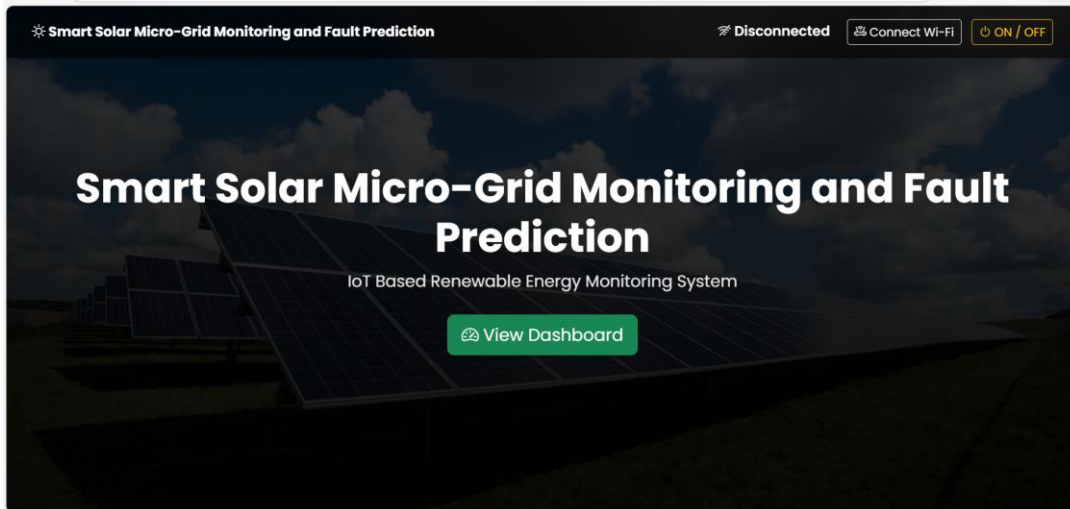 Smart Solar Micro-Grid Monitoring and Fault Prediction
Disconnected
Connect Wi-Fi
ON / OFF
Smart Solar Micro-Grid Monitoring and Fault
Prediction
IoT Based Renewable Energy Monitoring System
View Dashboard